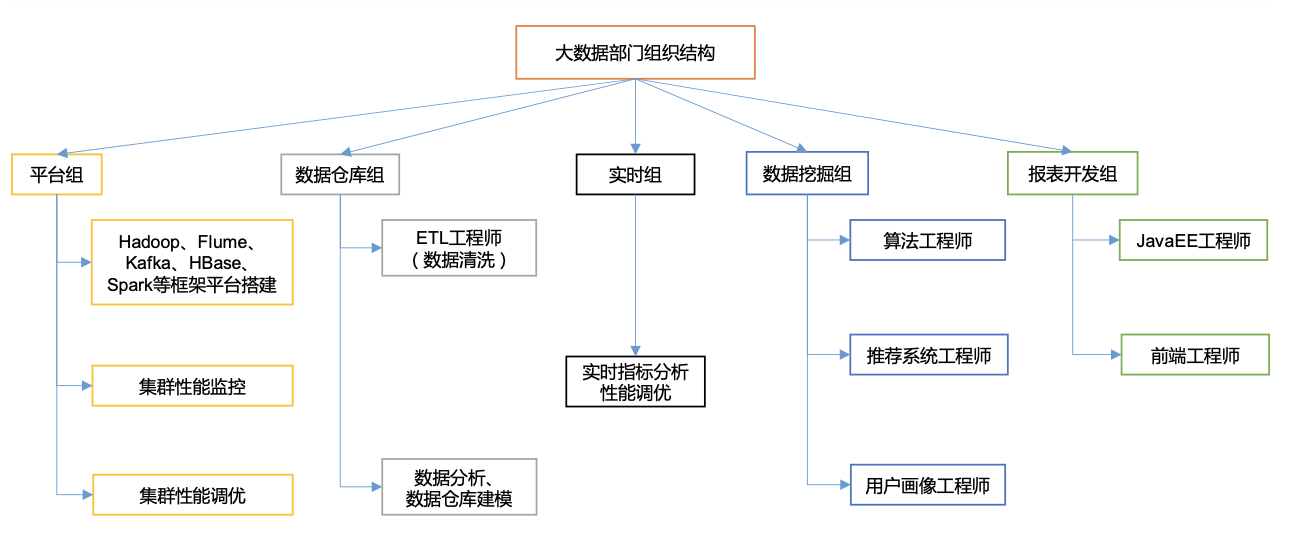 大数据部门组织结构
平台组
数据仓库组
实时组
数据挖掘组
报表开发组
Hadoop、Flume、
Kafka、HBase、
Spark等框架平台搭建
集群性能监控
集群性能调优
ETL工程师
（数据清洗）
数据分析、
数据仓库建模
实时指标分析
性能调优
算法工程师
推荐系统工程师
用户画像工程师
JavaEE工程师
前端工程师